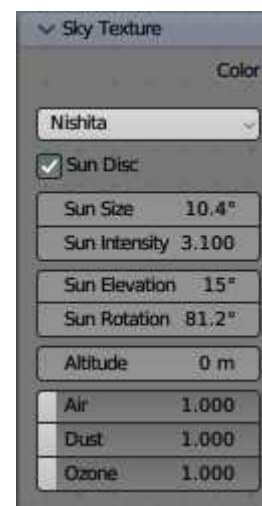 Sky Texture
Color
Nishita
Sun Disc
Sun Size 10.4°
Sun Intensity 3.100
Sun Elevation 15°
Sun Rotation 81.2°
Altitude 0 m
Air 1.000
Dust 1.000
Ozone 1.000